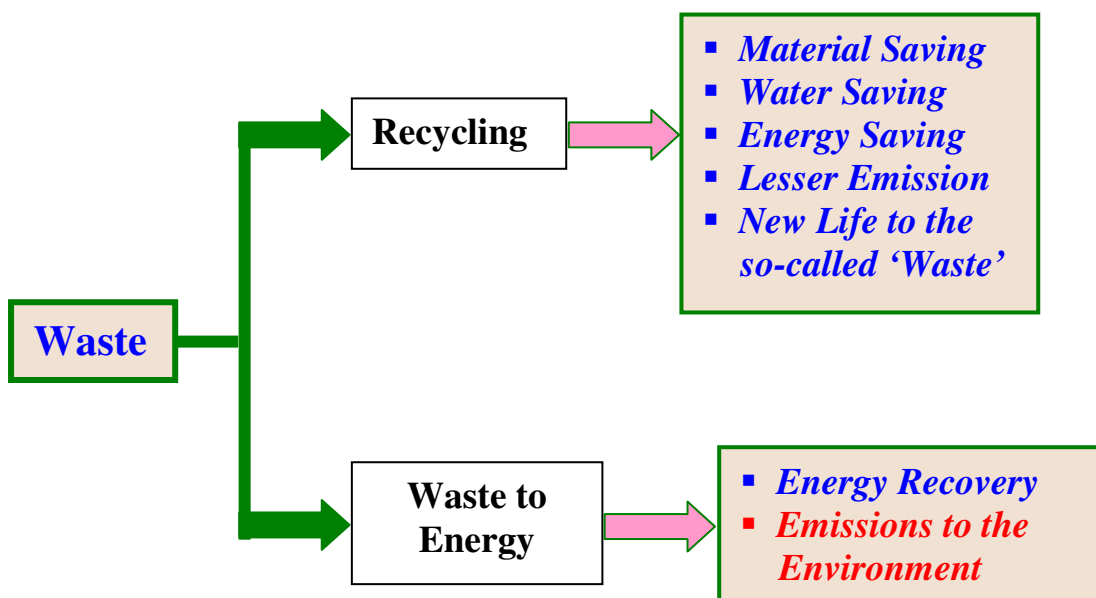 ▪ Material Saving
▪ Water Saving
▪ Energy Saving
▪ Lesser Emission
▪ New Life to the
so-called ‘Waste’
Recycling
Waste
Waste to
Energy
▪ Energy Recovery
▪ Emissions to the
Environment